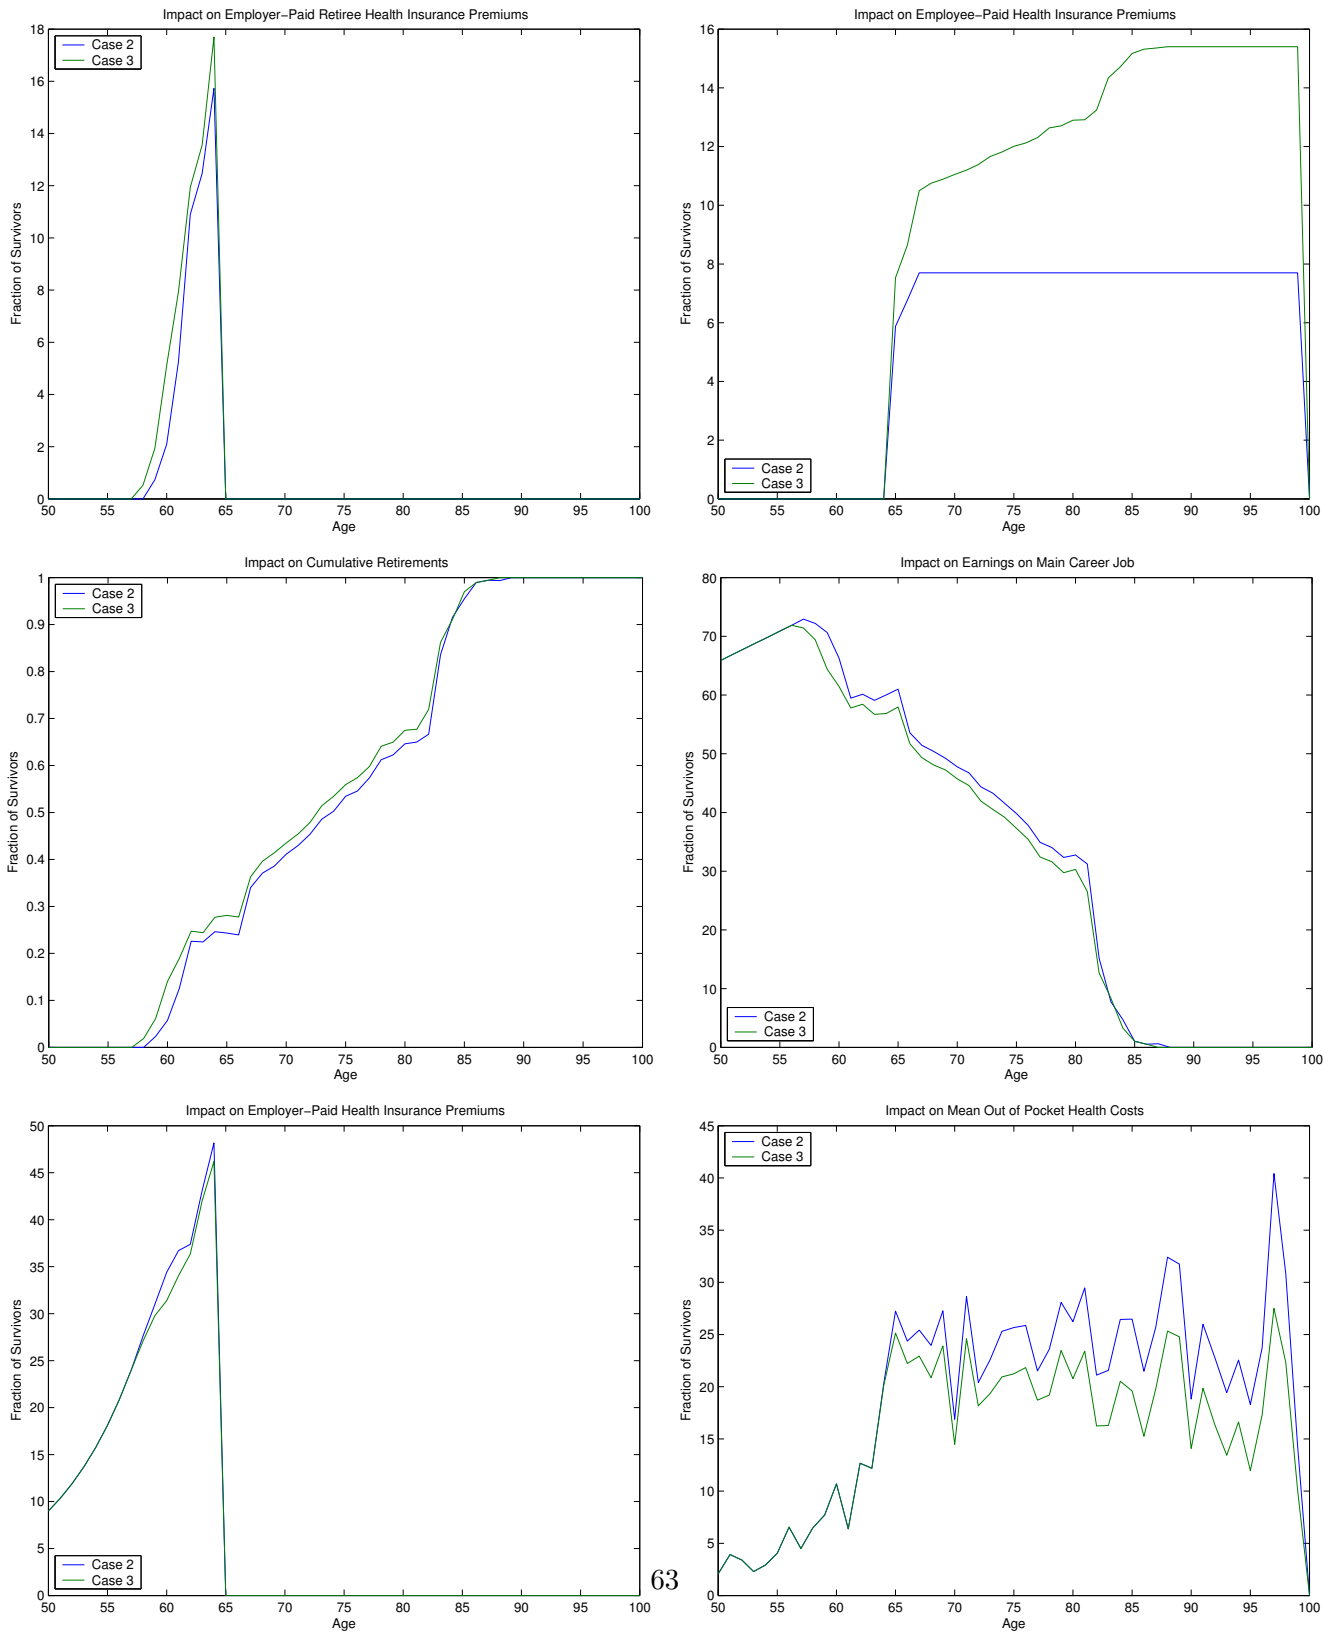 Impact on Employer−Paid Retiree Health Insurance Premiums
18
16
14
12
10
8
6
4
2
0
Fraction of Survivors
Case 2
Case 3
50 55 60 65 70 75 80 85 90 95 100
Age
Impact on Employee−Paid Health Insurance Premiums
16
14
12
10
8
6
4
2
0
Fraction of Survivors
Case 2
Case 3
50 55 60 65 70 75 80 85 90 95 100
Age
Impact on Cumulative Retirements
1
0.9
0.8
0.7
0.6
0.5
0.4
0.3
0.2
0.1
0
Fraction of Survivors
Case 2
Case 3
50 55 60 65 70 75 80 85 90 95 100
Age
Impact on Earnings on Main Career Job
80
70
60
50
40
30
20
10
0
Fraction of Survivors
Case 2
Case 3
50 55 60 65 70 75 80 85 90 95 100
Age
Impact on Employer−Paid Health Insurance Premiums
50
45
40
35
30
25
20
15
10
5
0
Fraction of Survivors
Case 2
Case 3
50 55 60 65 70 75 80 85 90 95 100
Age
Impact on Mean Out of Pocket Health Costs
45
40
35
30
25
20
15
10
5
0
Fraction of Survivors
Case 2
Case 3
50 55 60 65 70 75 80 85 90 95 100
Age
63